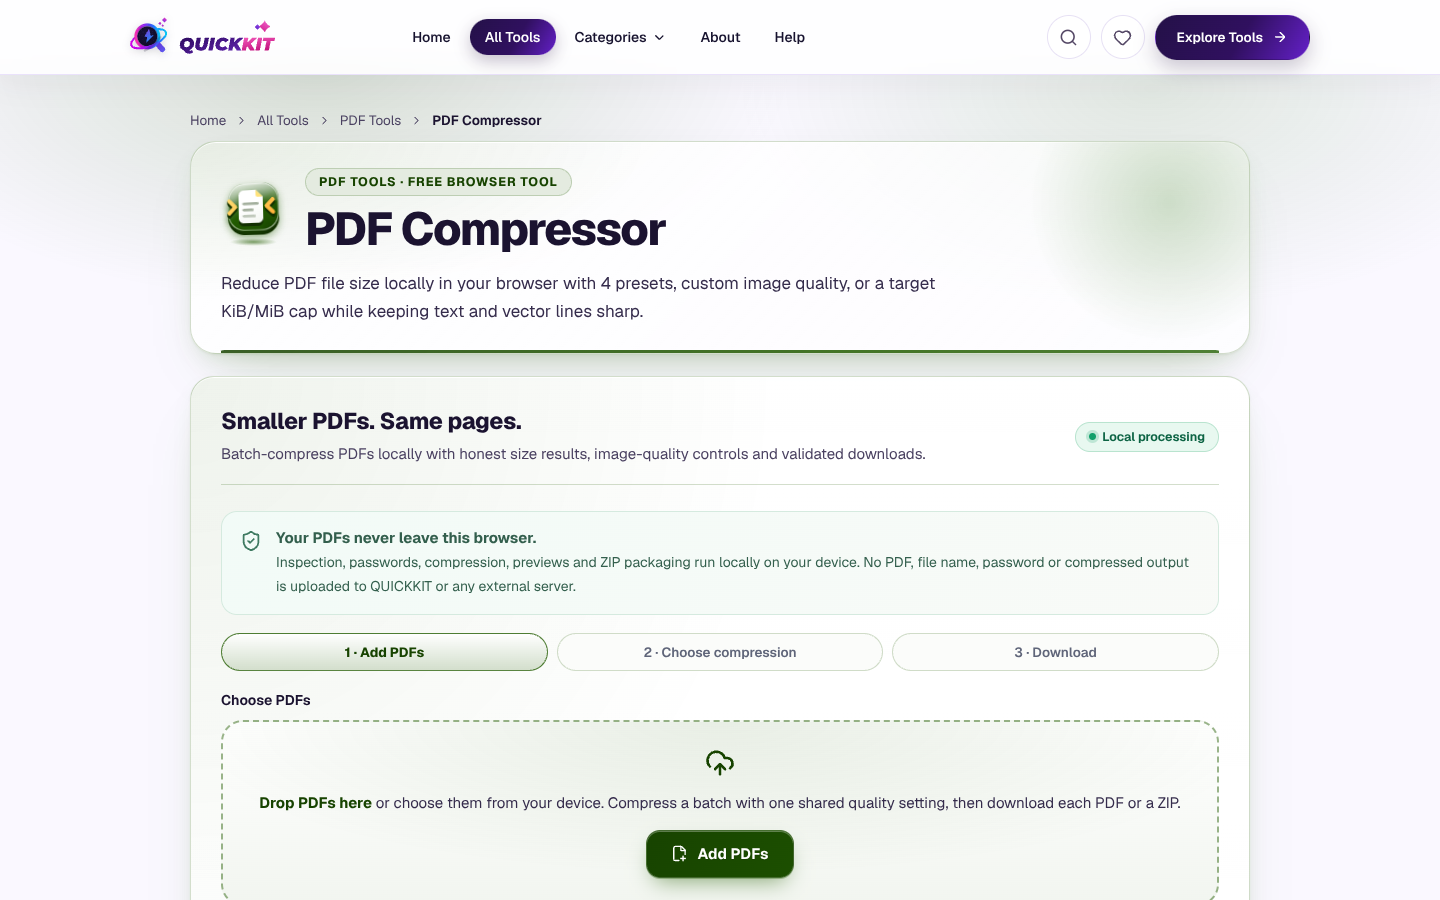 QUICKKIT
Home
All Tools
Categories
About
Help
Explore Tools
Home > All Tools > PDF Tools > PDF Compressor
PDF TOOLS · FREE BROWSER TOOL
PDF Compressor
Reduce PDF file size locally in your browser with 4 presets, custom image quality, or a target
KiB/MiB cap while keeping text and vector lines sharp.
Smaller PDFs. Same pages.
Batch-compress PDFs locally with honest size results, image-quality controls and validated downloads.
Local processing
Your PDFs never leave this browser.
Inspection, passwords, compression, previews and ZIP packaging run locally on your device. No PDF, file name, password or compressed output
is uploaded to QUICKKIT or any external server.
1 · Add PDFs
2 · Choose compression
3 · Download
Choose PDFs
Drop PDFs here or choose them from your device. Compress a batch with one shared quality setting, then download each PDF or a ZIP.
Add PDFs